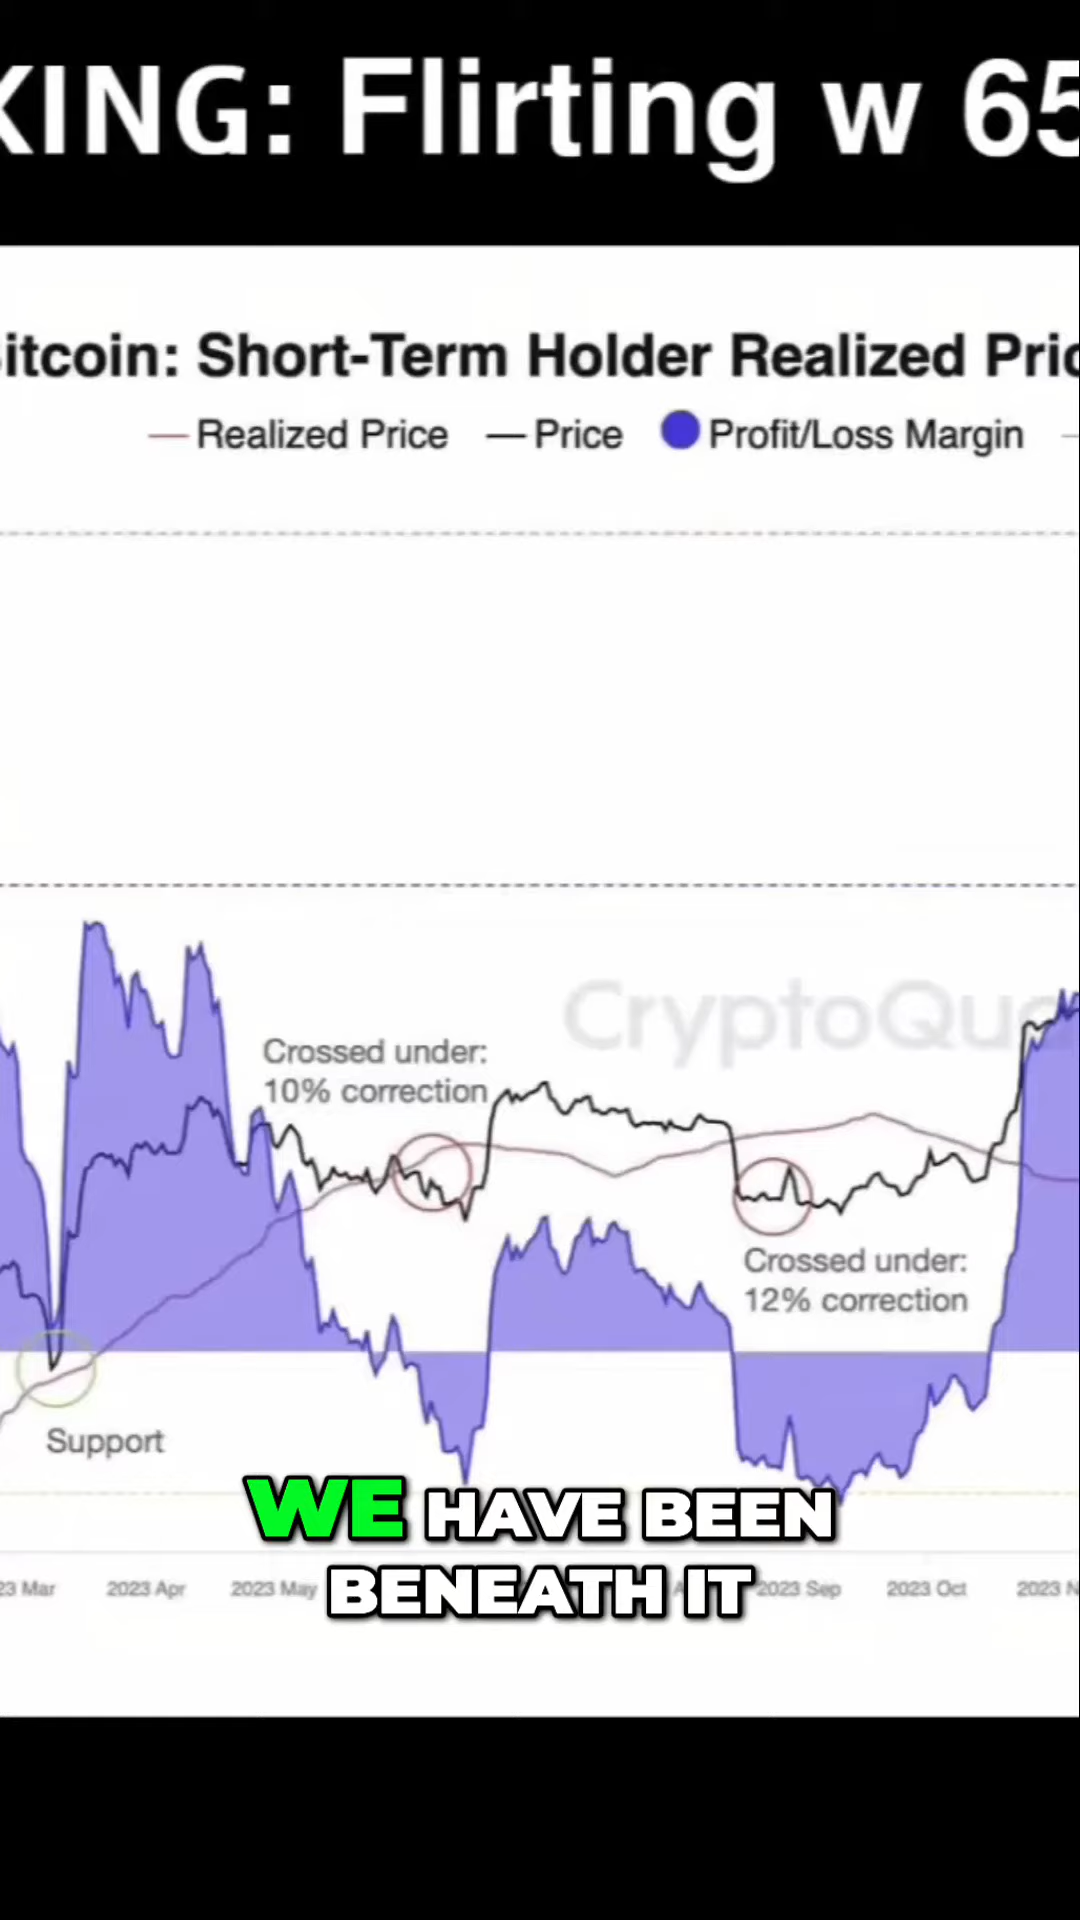 KING: Flirting w 65
itcoin: Short-Term Holder Realized Pric
Realized Price Price Profit/Loss Margin
CryptoQua
Crossed under:
10% correction
Crossed under:
12% correction
Support
WE HAVE BEEN
BENEATH IT
23 Mar 2023 Apr 2023 May 2023 Sep 2023 Oct 2023 N